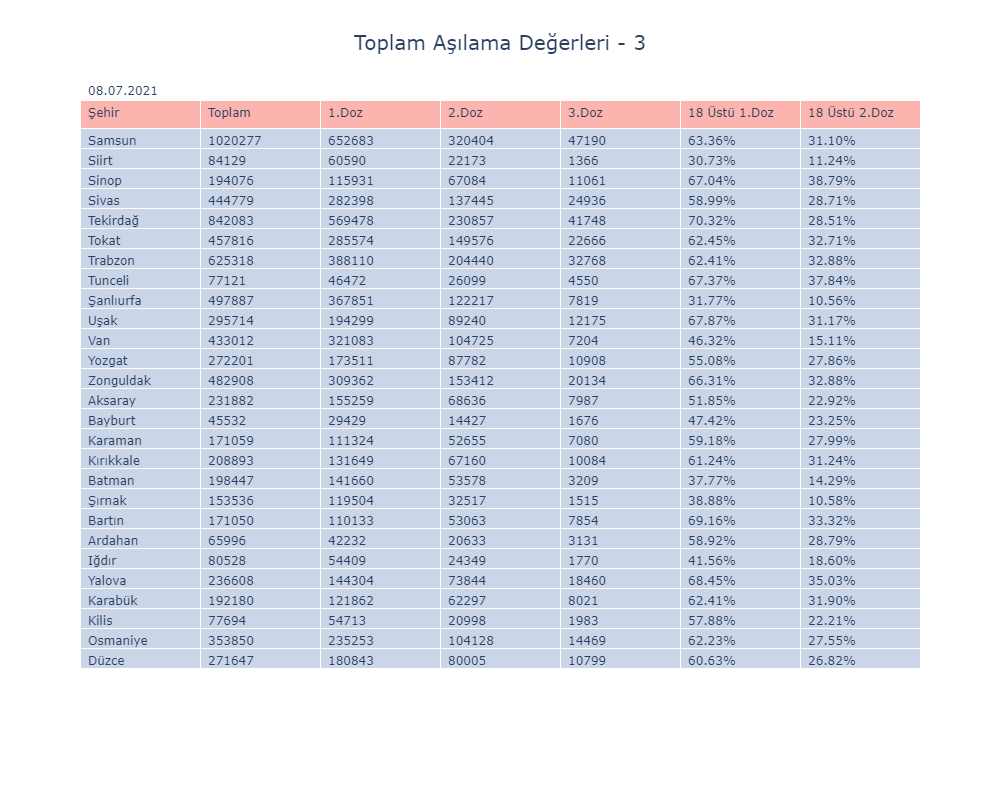 Toplam Aşılama Değerleri - 3
08.07.2021
Şehir Toplam 1.Doz 2.Doz 3.Doz 18 Üstü 1.Doz 18 Üstü 2.Doz
Samsun 1020277 652683 320404 47190 63.36% 31.10%
Siirt 84129 60590 22173 1366 30.73% 11.24%
Sinop 194076 115931 67084 11061 67.04% 38.79%
Sivas 444779 282398 137445 24936 58.99% 28.71%
Tekirdağ 842083 569478 230857 41748 70.32% 28.51%
Tokat 457816 285574 149576 22666 62.45% 32.71%
Trabzon 625318 388110 204440 32768 62.41% 32.88%
Tunceli 77121 46472 26099 4550 67.37% 37.84%
Şanlıurfa 497887 367851 122217 7819 31.77% 10.56%
Uşak 295714 194299 89240 12175 67.87% 31.17%
Van 433012 321083 104725 7204 46.32% 15.11%
Yozgat 272201 173511 87782 10908 55.08% 27.86%
Zonguldak 482908 309362 153412 20134 66.31% 32.88%
Aksaray 231882 155259 68636 7987 51.85% 22.92%
Bayburt 45532 29429 14427 1676 47.42% 23.25%
Karaman 171059 111324 52655 7080 59.18% 27.99%
Kırıkkale 208893 131649 67160 10084 61.24% 31.24%
Batman 198447 141660 53578 3209 37.77% 14.29%
Şırnak 153536 119504 32517 1515 38.88% 10.58%
Bartın 171050 110133 53063 7854 69.16% 33.32%
Ardahan 65996 42232 20633 3131 58.92% 28.79%
Iğdır 80528 54409 24349 1770 41.56% 18.60%
Yalova 236608 144304 73844 18460 68.45% 35.03%
Karabük 192180 121862 62297 8021 62.41% 31.90%
Kilis 77694 54713 20998 1983 57.88% 22.21%
Osmaniye 353850 235253 104128 14469 62.23% 27.55%
Düzce 271647 180843 80005 10799 60.63% 26.82%